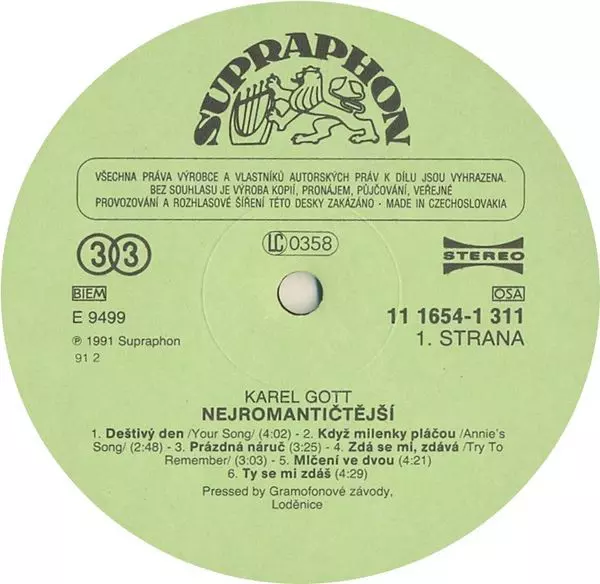 SUPRAPHON
VŠECHNA PRÁVA VÝROBCE A VLASTNÍKŮ AUTORSKÝCH PRÁV K DÍLU JSOU VYHRAZENA.
BEZ SOUHLASU JE VÝROBA KOPIÍ, PRONÁJEM, PŮJČOVÁNÍ, VEŘEJNÉ
PROVOZOVÁNÍ A ROZHLASOVÉ ŠÍŘENÍ TÉTO DESKY ZAKÁZÁNO • MADE IN CZECHOSLOVAKIA
33
LC 0358
STEREO
BIEM
OSA
E 9499
11 1654-1 311
℗ 1991 Supraphon
1. STRANA
91 2
KAREL GOTT
NEJROMANTIČTĚJŠÍ
1. Deštivý den /Your Song/ (4:02) - 2. Když milenky pláčou /Annie's
Song/ (2:48) - 3. Prázdná náruč (3:25) - 4. Zdá se mi, zdává /Try To
Remember/ (3:03) - 5. Mlčení ve dvou (4:21)
6. Ty se mi zdáš (4:29)
Pressed by Gramofonové závody,
Loděnice